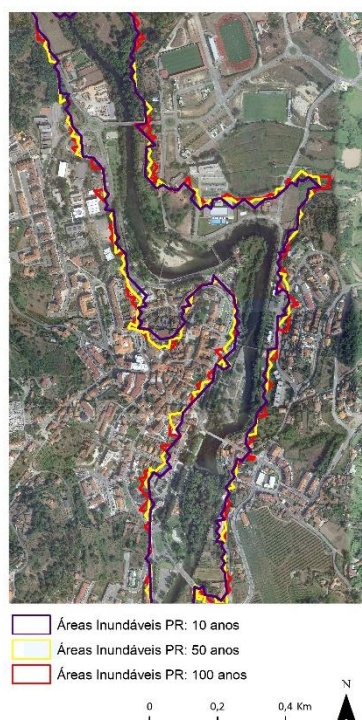 Áreas Inundáveis PR: 10 anos
Áreas Inundáveis PR: 50 anos
Áreas Inundáveis PR: 100 anos
N
0 0,2 0,4 Km